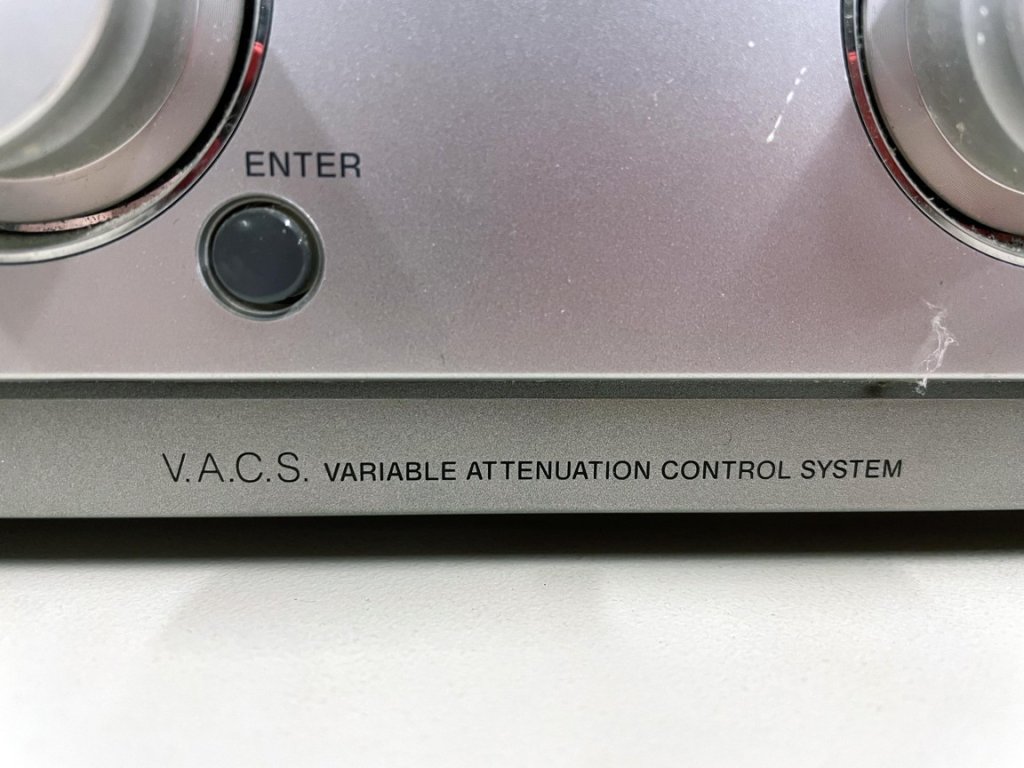 ENTER
V.A.C.S. VARIABLE ATTENUATION CONTROL SYSTEM